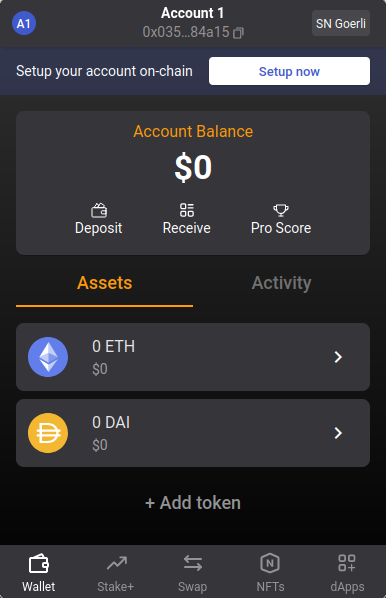 A1
Account 1
0x035...84a15
SN Goerli
Setup your account on-chain
Setup now
Account Balance
$0
Deposit Receive Pro Score
Assets Activity
0 ETH
$0
0 DAI
$0
+ Add token
Wallet Stake+ Swap NFTs dApps